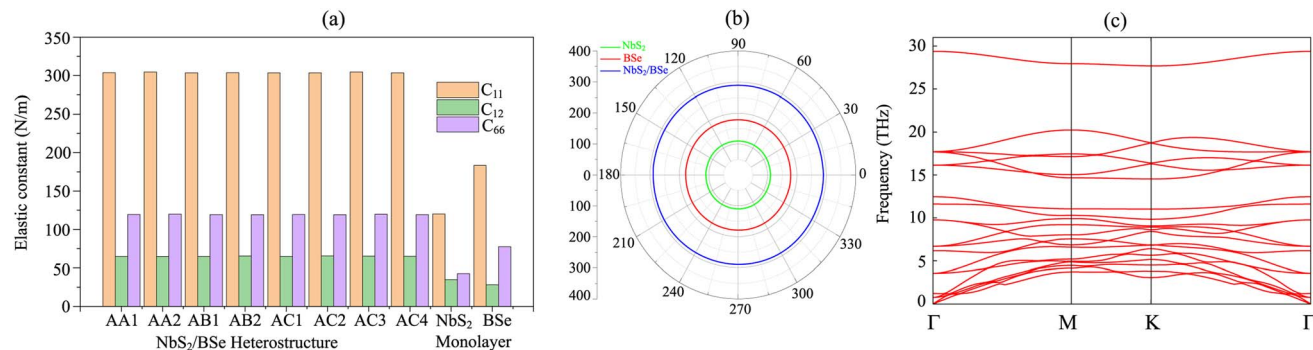 (a)
Elastic constant (N/m)
350
300
250
200
150
100
50
0
C₁₁
C₁₂
C₆₆
AA1 AA2 AB1 AB2 AC1 AC2 AC3 AC4 NbS₂ BSe
NbS₂/BSe Heterostructure Monolayer
(b)
NbS₂
BSe
NbS₂/BSe
400
300
200
100
0
100
200
300
400
90
120 60
150 30
180 0
210 330
240 300
270
(c)
Frequency (THz)
30
25
20
15
10
5
0
Γ M K Γ